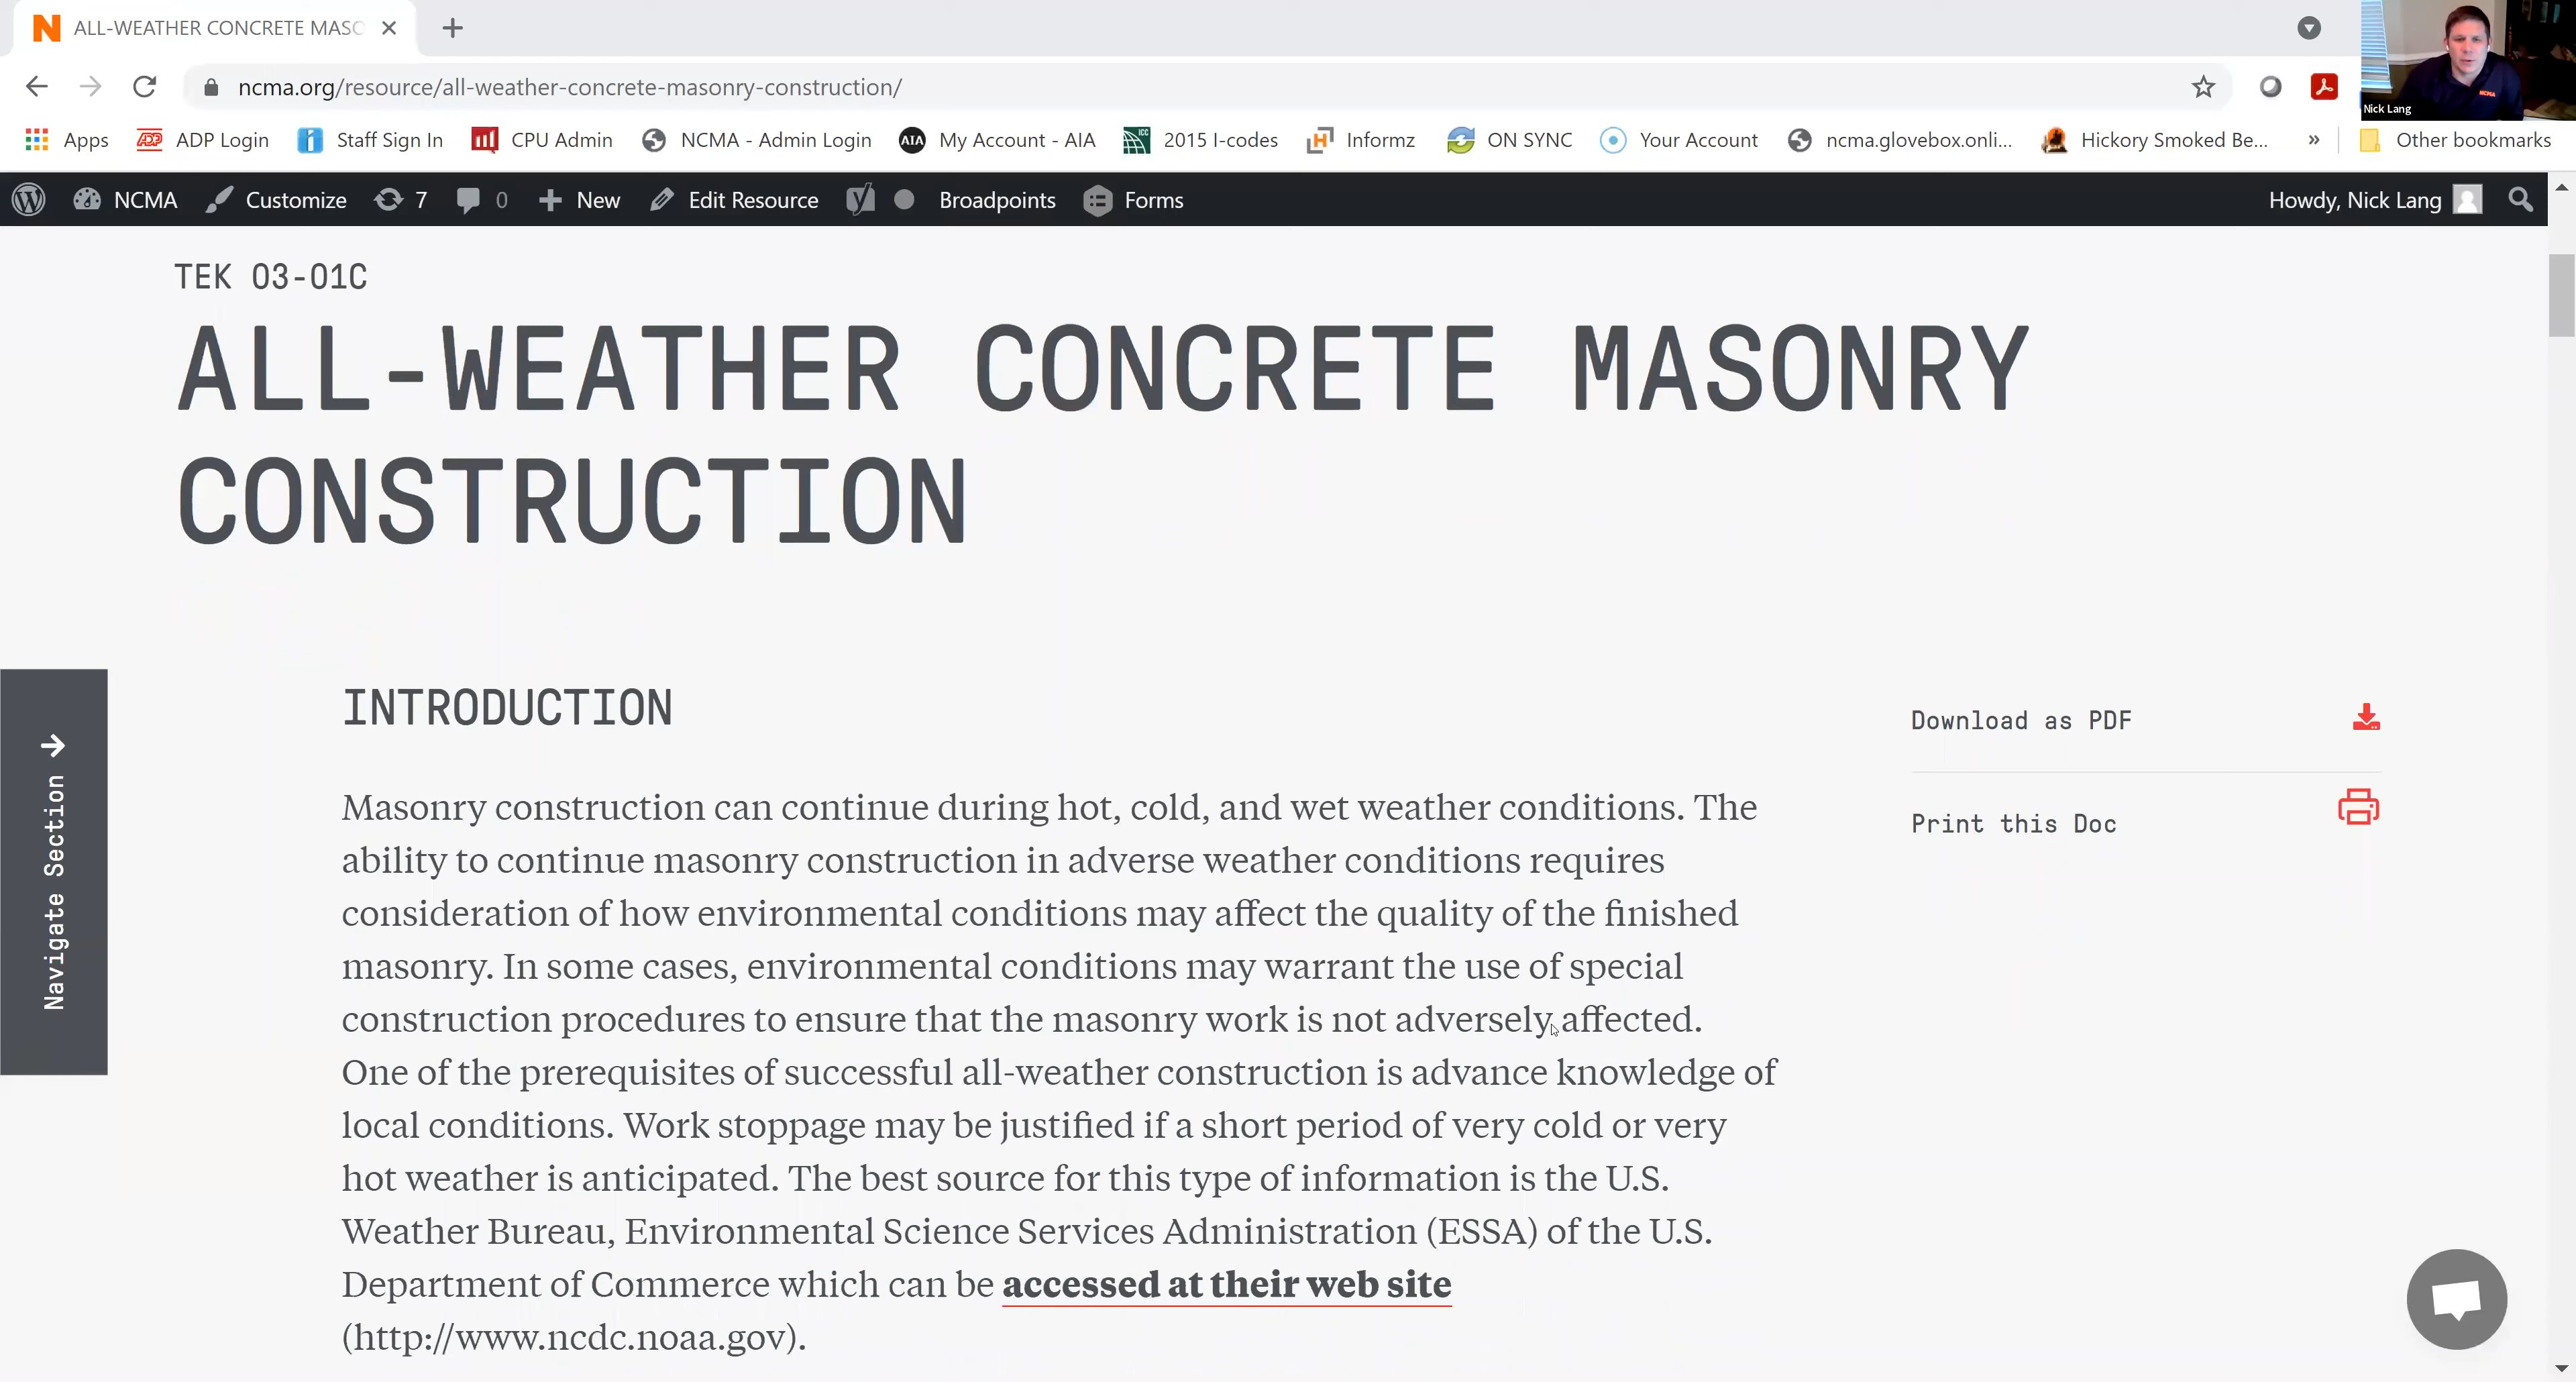 ALL-WEATHER CONCRETE MASO
ncma.org/resource/all-weather-concrete-masonry-construction/
Nick Lang
Apps ADP Login Staff Sign In CPU Admin NCMA - Admin Login AIA My Account - AIA ICC 2015 I-codes Informz ON SYNC Your Account ncma.glovebox.onli... Hickory Smoked Be... » Other bookmarks
NCMA Customize 7 0 New Edit Resource Broadpoints Forms Howdy, Nick Lang
TEK 03-01C
ALL-WEATHER CONCRETE MASONRY
CONSTRUCTION
Navigate Section
INTRODUCTION
Download as PDF
Print this Doc
Masonry construction can continue during hot, cold, and wet weather conditions. The
ability to continue masonry construction in adverse weather conditions requires
consideration of how environmental conditions may affect the quality of the finished
masonry. In some cases, environmental conditions may warrant the use of special
construction procedures to ensure that the masonry work is not adversely affected.
One of the prerequisites of successful all-weather construction is advance knowledge of
local conditions. Work stoppage may be justified if a short period of very cold or very
hot weather is anticipated. The best source for this type of information is the U.S.
Weather Bureau, Environmental Science Services Administration (ESSA) of the U.S.
Department of Commerce which can be accessed at their web site
(http://www.ncdc.noaa.gov).